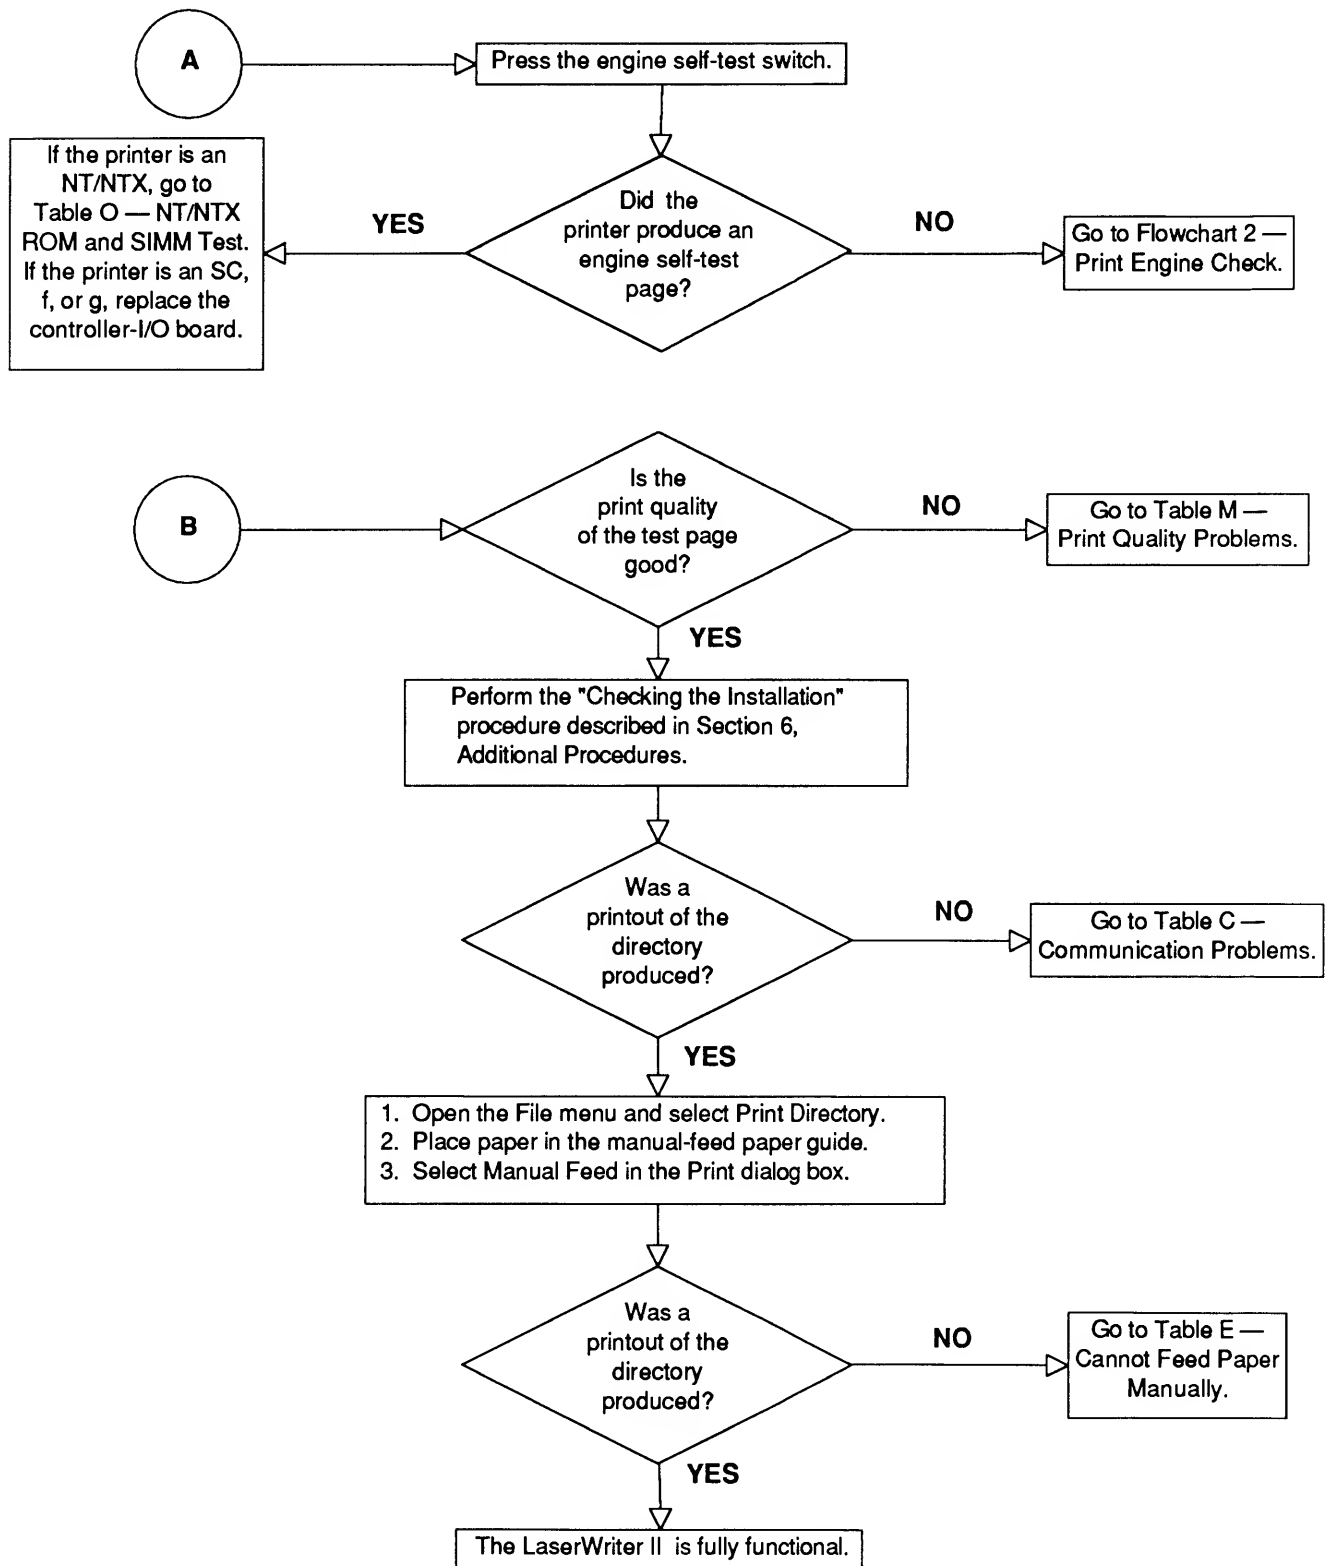 A
Press the engine self-test switch.
If the printer is an
NT/NTX, go to
Table O — NT/NTX
ROM and SIMM Test.
If the printer is an SC,
f, or g, replace the
controller-I/O board.
YES
Did the
printer produce an
engine self-test
page?
NO
Go to Flowchart 2 —
Print Engine Check.
B
Is the
print quality
of the test page
good?
NO
Go to Table M —
Print Quality Problems.
YES
Perform the "Checking the Installation"
procedure described in Section 6,
Additional Procedures.
Was a
printout of the
directory
produced?
NO
Go to Table C —
Communication Problems.
YES
1. Open the File menu and select Print Directory.
2. Place paper in the manual-feed paper guide.
3. Select Manual Feed in the Print dialog box.
Was a
printout of the
directory
produced?
NO
Go to Table E —
Cannot Feed Paper
Manually.
YES
The LaserWriter II is fully functional.